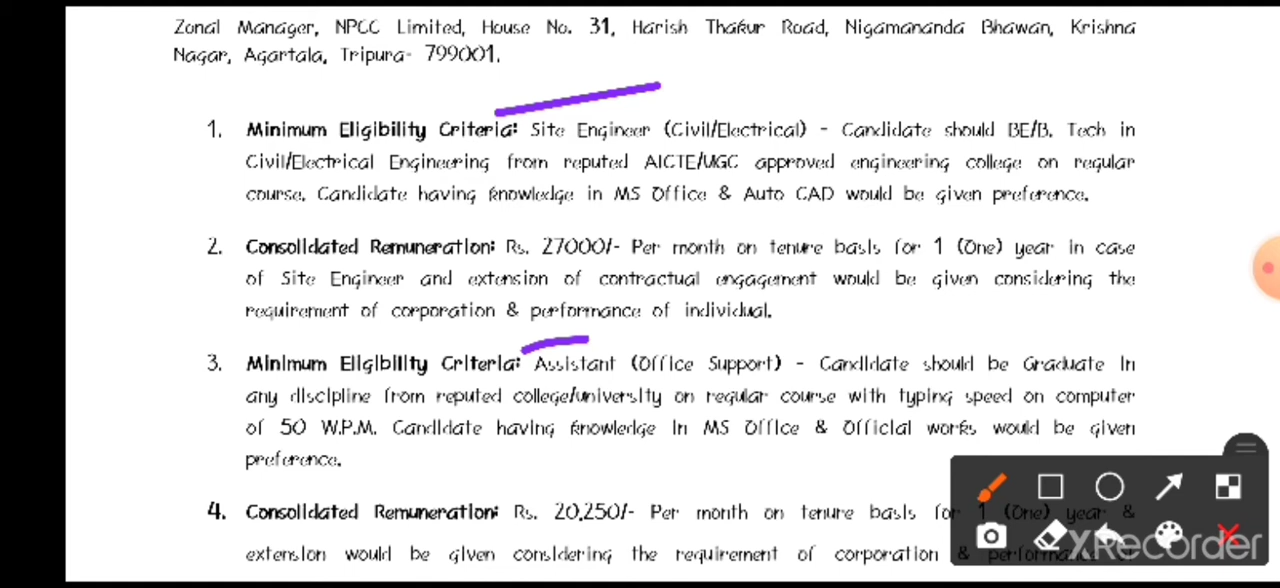 Zonal Manager, NPCC Limited, House No. 31, Harish Thakur Road, Nigamananda Bhawan, Krishna
Nagar, Agartala, Tripura- 799001.
1. Minimum Eligibility Criteria: Site Engineer (Civil/Electrical) - Candidate should BE/B. Tech in
Civil/Electrical Engineering from reputed AICTE/UGC approved engineering college on regular
course. Candidate having knowledge in MS Office & Auto CAD would be given preference.
2. Consolidated Remuneration: Rs. 27000/- Per month on tenure basis for 1 (One) year in case
of Site Engineer and extension of contractual engagement would be given considering the
requirement of corporation & performance of individual.
3. Minimum Eligibility Criteria: Assistant (Office Support) - Candidate should be Graduate in
any discipline from reputed college/university on regular course with typing speed on computer
of 50 W.P.M. Candidate having knowledge in MS Office & Official works would be given
preference.
4. Consolidated Remuneration: Rs. 20,250/- Per month on tenure basis for 1 (One) year &
extension would be given considering the requirement of corporation & performance of
XRecorder